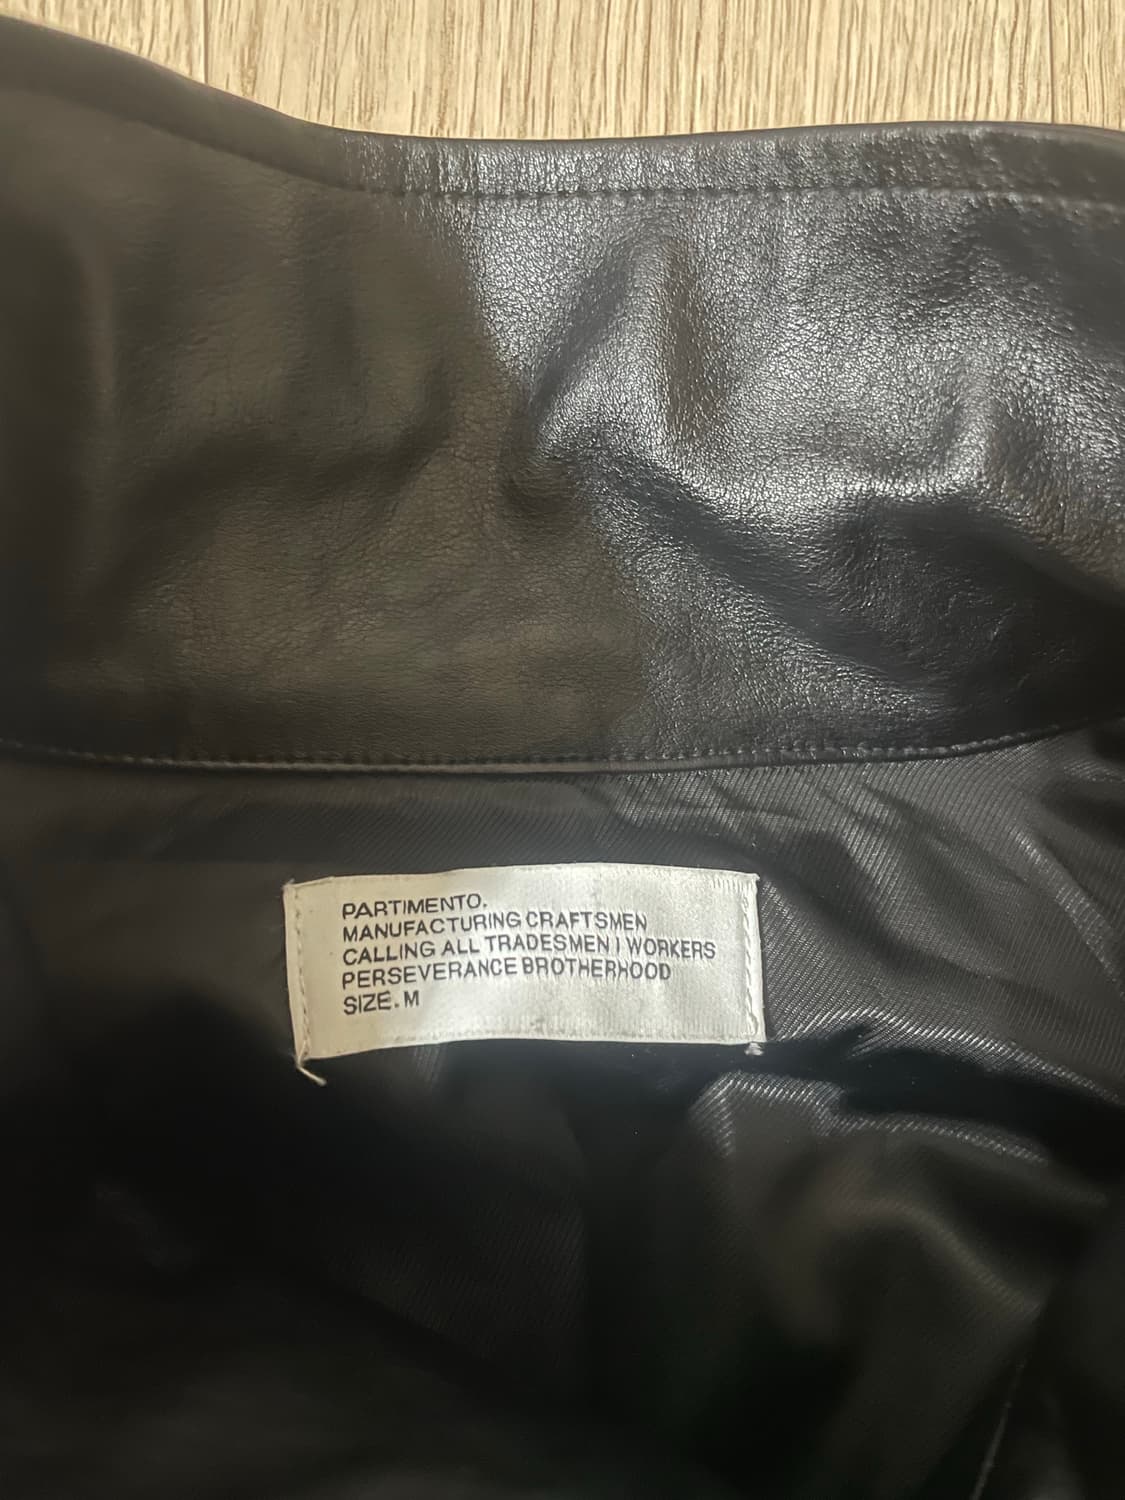 PARTIMENTO.
MANUFACTURING CRAFTSMEN
CALLING ALL TRADESMEN | WORKERS
PERSEVERANCE BROTHERHOOD
SIZE. M